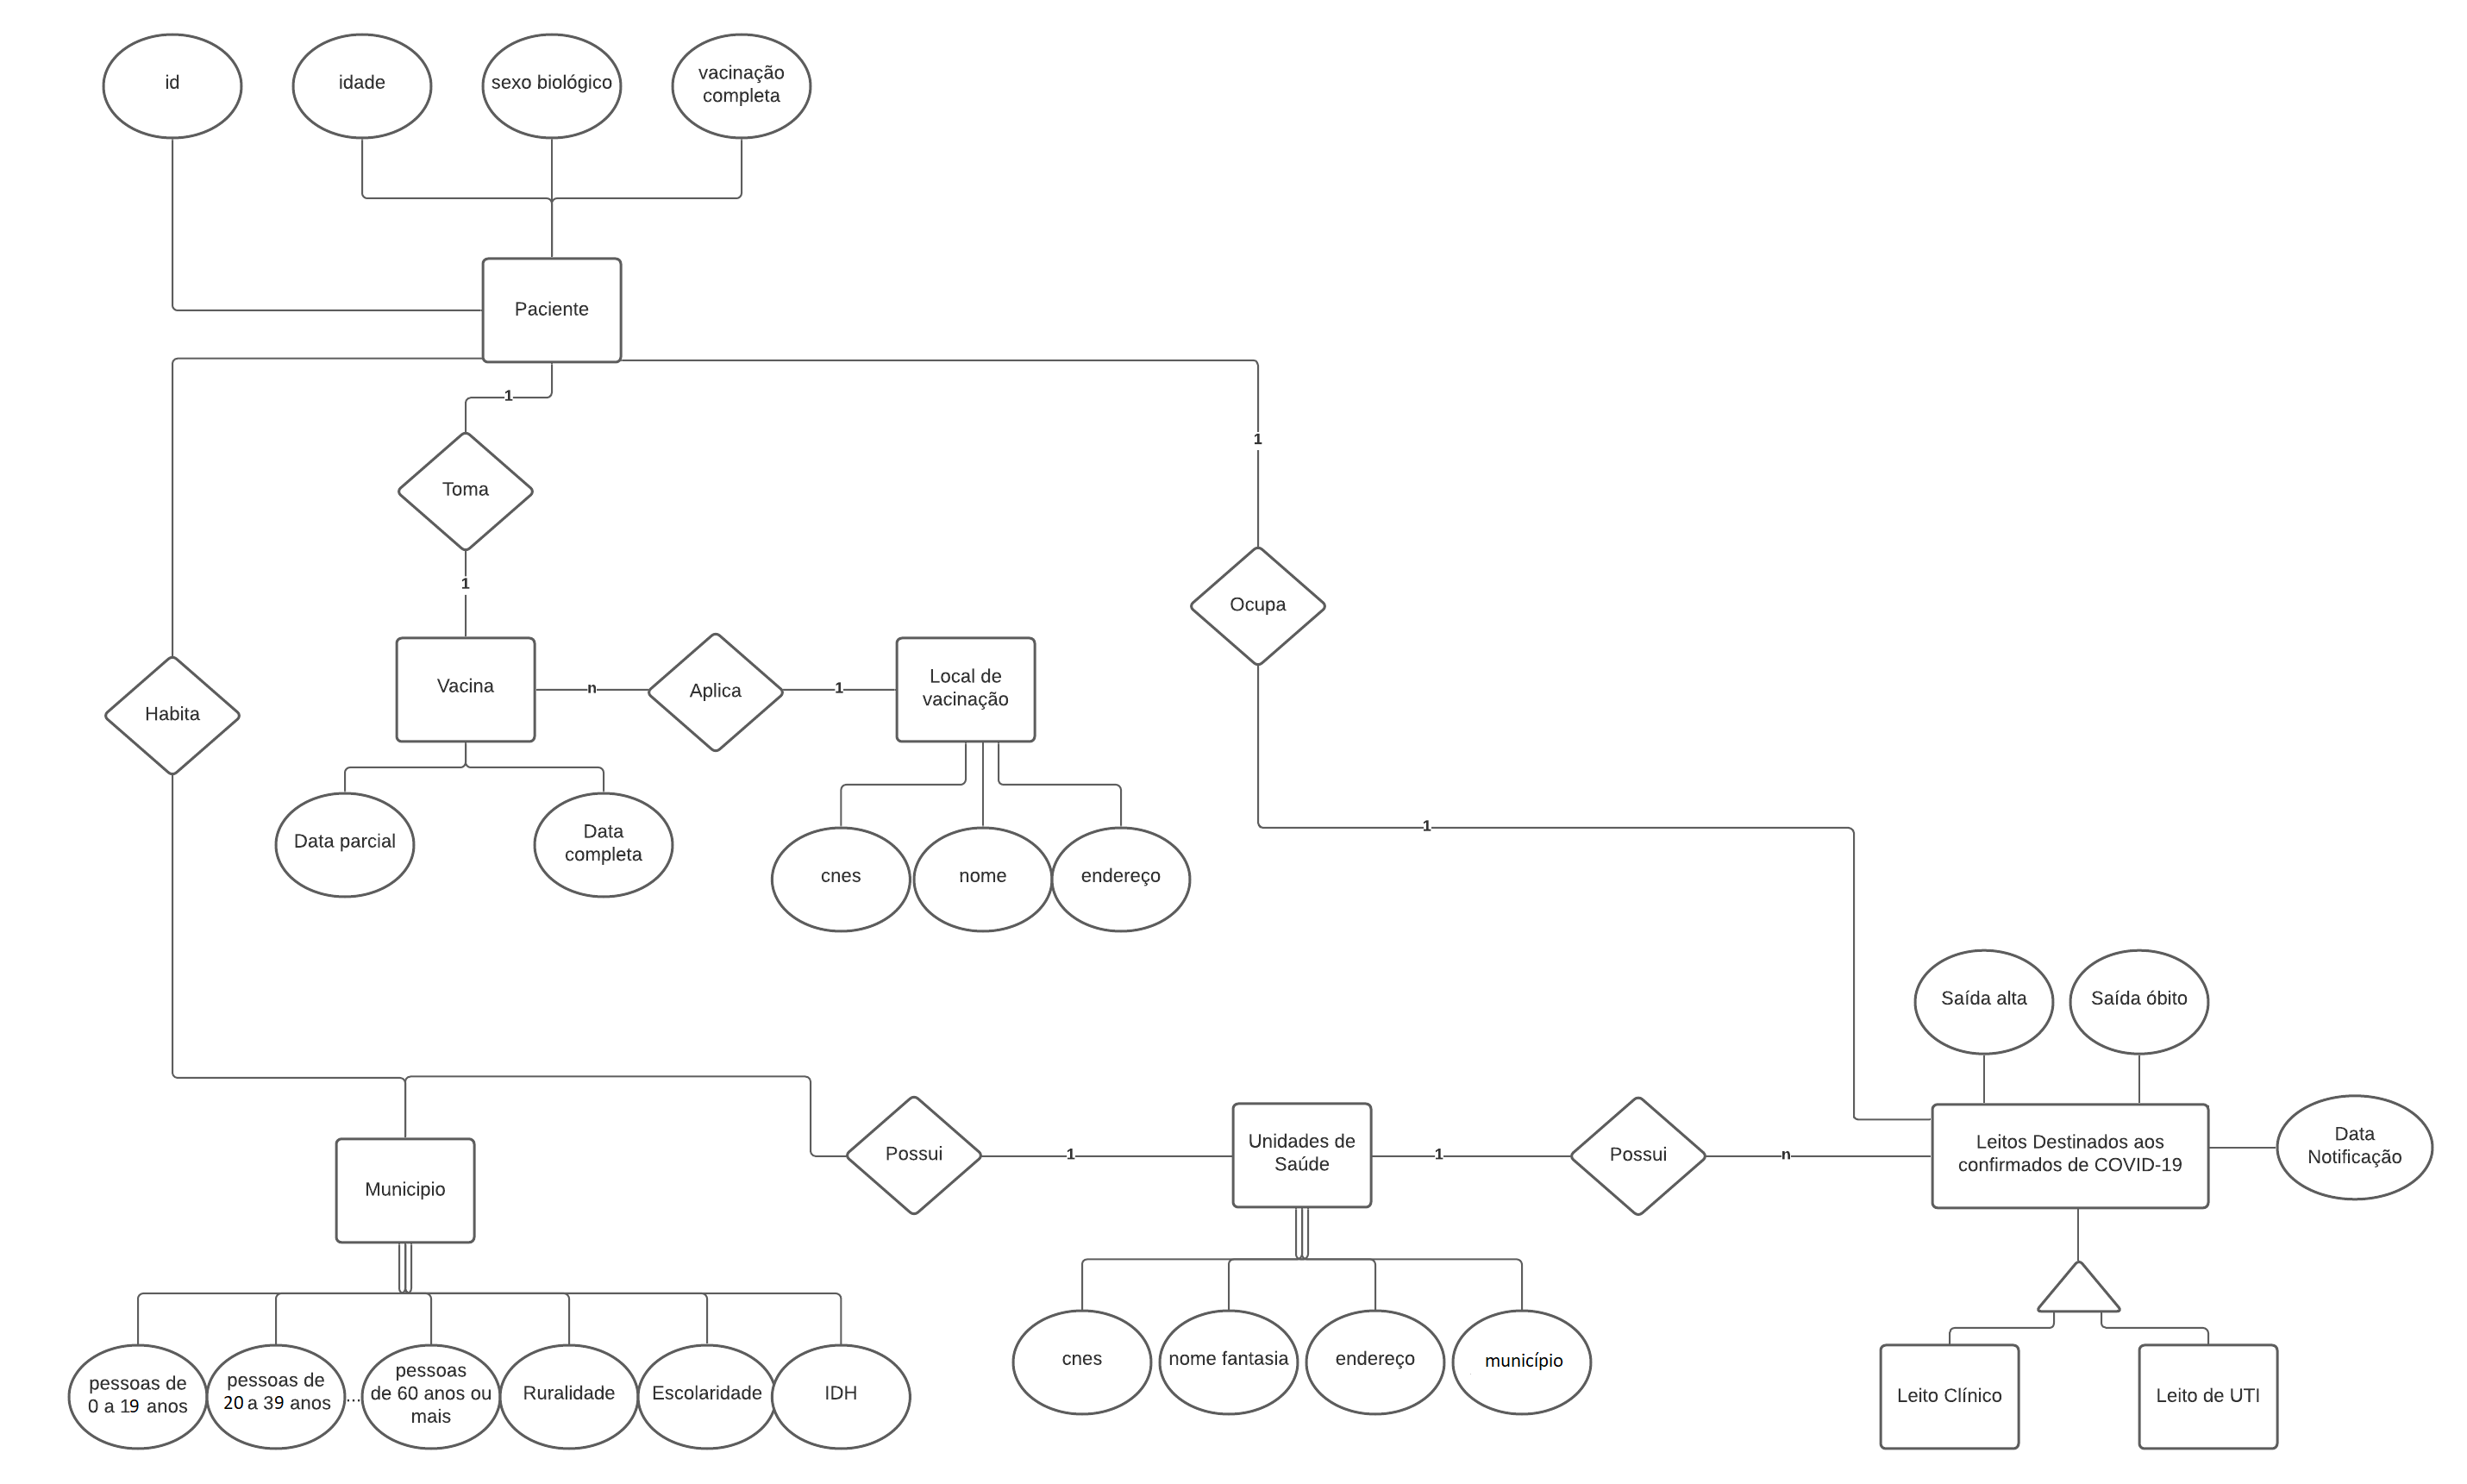 id
idade
sexo biológico
vacinação
completa
Paciente
1
1
Toma
1
Ocupa
Vacina
n
Aplica
1
Local de
vacinação
Habita
Data parcial
Data
completa
cnes
nome
endereço
1
Saída alta
Saída óbito
Municipio
Possui
1
Unidades de
Saúde
1
Possui
n
Leitos Destinados aos
confirmados de COVID-19
Data
Notificação
pessoas de
0 a 19 anos
pessoas de
20 a 39 anos
...
pessoas
de 60 anos ou
mais
Ruralidade
Escolaridade
IDH
cnes
nome fantasia
endereço
município
Leito Clínico
Leito de UTI